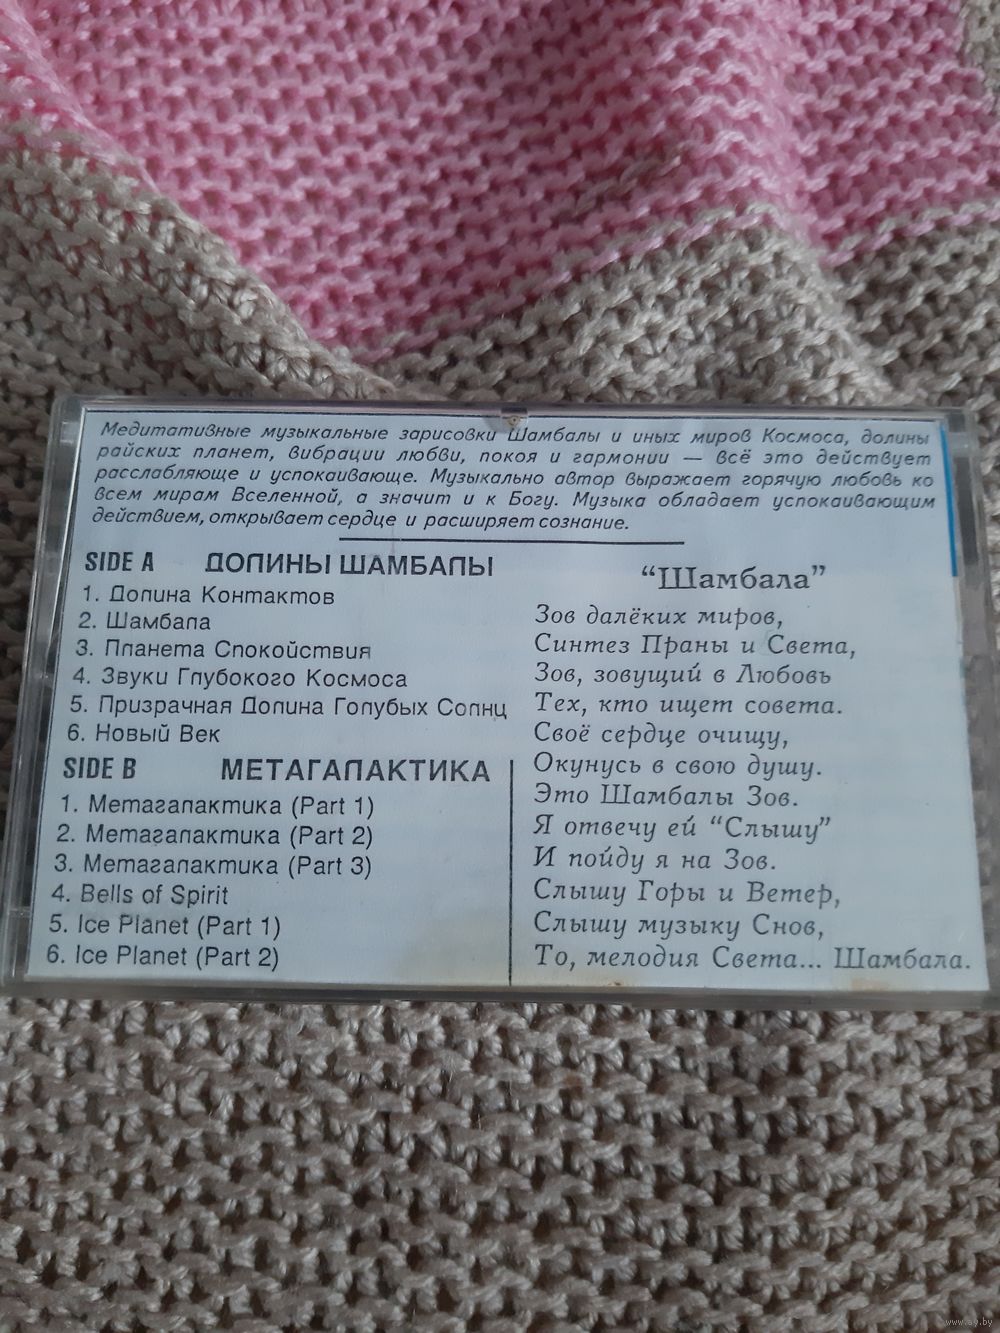 Медитативные музыкальные зарисовки Шамбалы и иных миров Космоса, долины
райских планет, вибрации любви, покоя и гармонии — всё это действует
расслабляюще и успокаивающе. Музыкально автор выражает горячую любовь ко
всем мирам Вселенной, а значит и к Богу. Музыка обладает успокаивающим
действием, открывает сердце и расширяет сознание.
SIDE A ДОЛИНЫ ШАМБАЛЫ
1. Долина Контактов
2. Шамбала
3. Планета Спокойствия
4. Звуки Глубокого Космоса
5. Призрачная Долина Голубых Солнц
6. Новый Век
SIDE B МЕТАГАЛАКТИКА
1. Метагалактика (Part 1)
2. Метагалактика (Part 2)
3. Метагалактика (Part 3)
4. Bells of Spirit
5. Ice Planet (Part 1)
6. Ice Planet (Part 2)
“Шамбала”
Зов далёких миров,
Синтез Праны и Света,
Зов, зовущий в Любовь
Тех, кто ищет совета.
Своё сердце очищу,
Окунусь в свою душу.
Это Шамбалы Зов.
Я отвечу ей “Слышу”
И пойду я на Зов.
Слышу Горы и Ветер,
Слышу музыку Снов,
То, мелодия Света... Шамбала.
www.ay.by